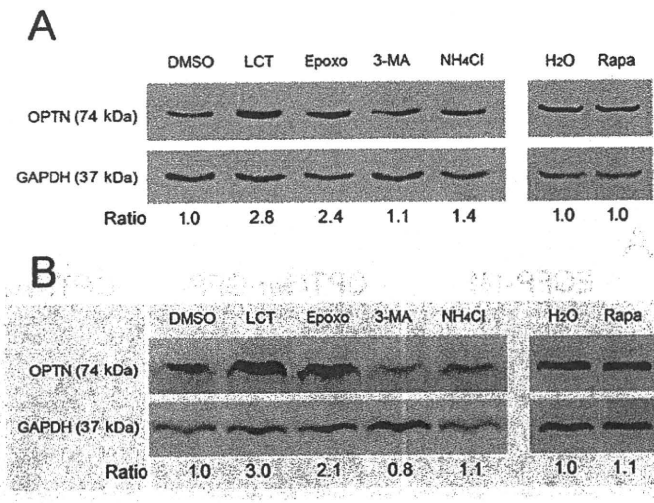 A
DMSO LCT Epoxo 3-MA NH4Cl H2O Rapa
OPTN (74 kDa)
GAPDH (37 kDa)
Ratio 1.0 2.8 2.4 1.1 1.4 1.0 1.0
B
DMSO LCT Epoxo 3-MA NH4Cl H2O Rapa
OPTN (74 kDa)
GAPDH (37 kDa)
Ratio 1.0 3.0 2.1 0.8 1.1 1.0 1.1